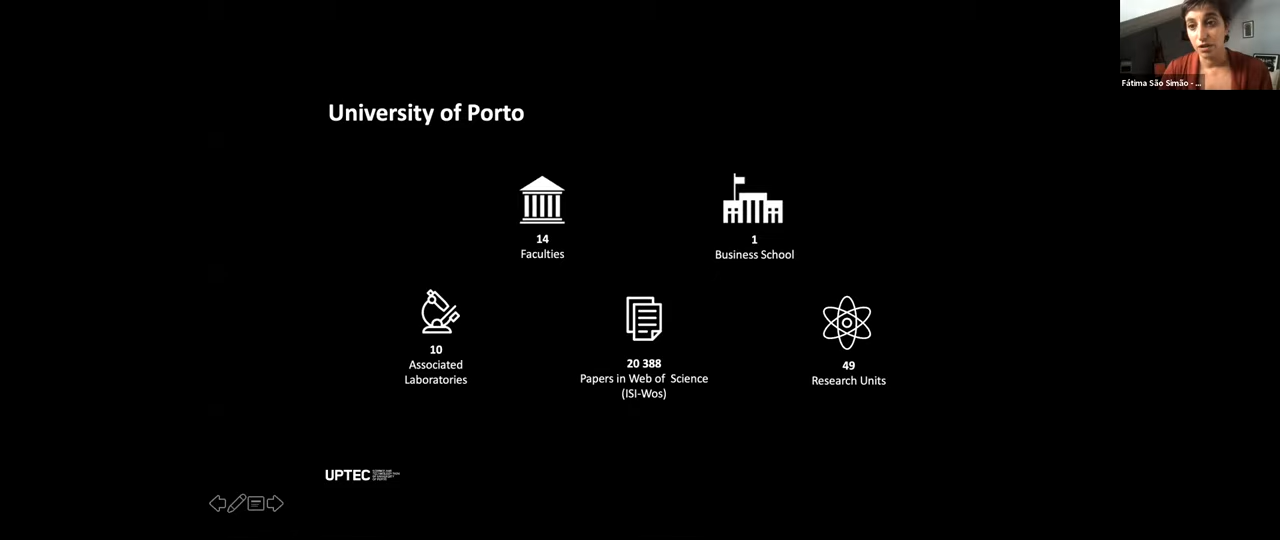 Fátima São Simão - ...
University of Porto
14
Faculties
1
Business School
10
Associated
Laboratories
20 388
Papers in Web of Science
(ISI-Wos)
49
Research Units
UPTEC